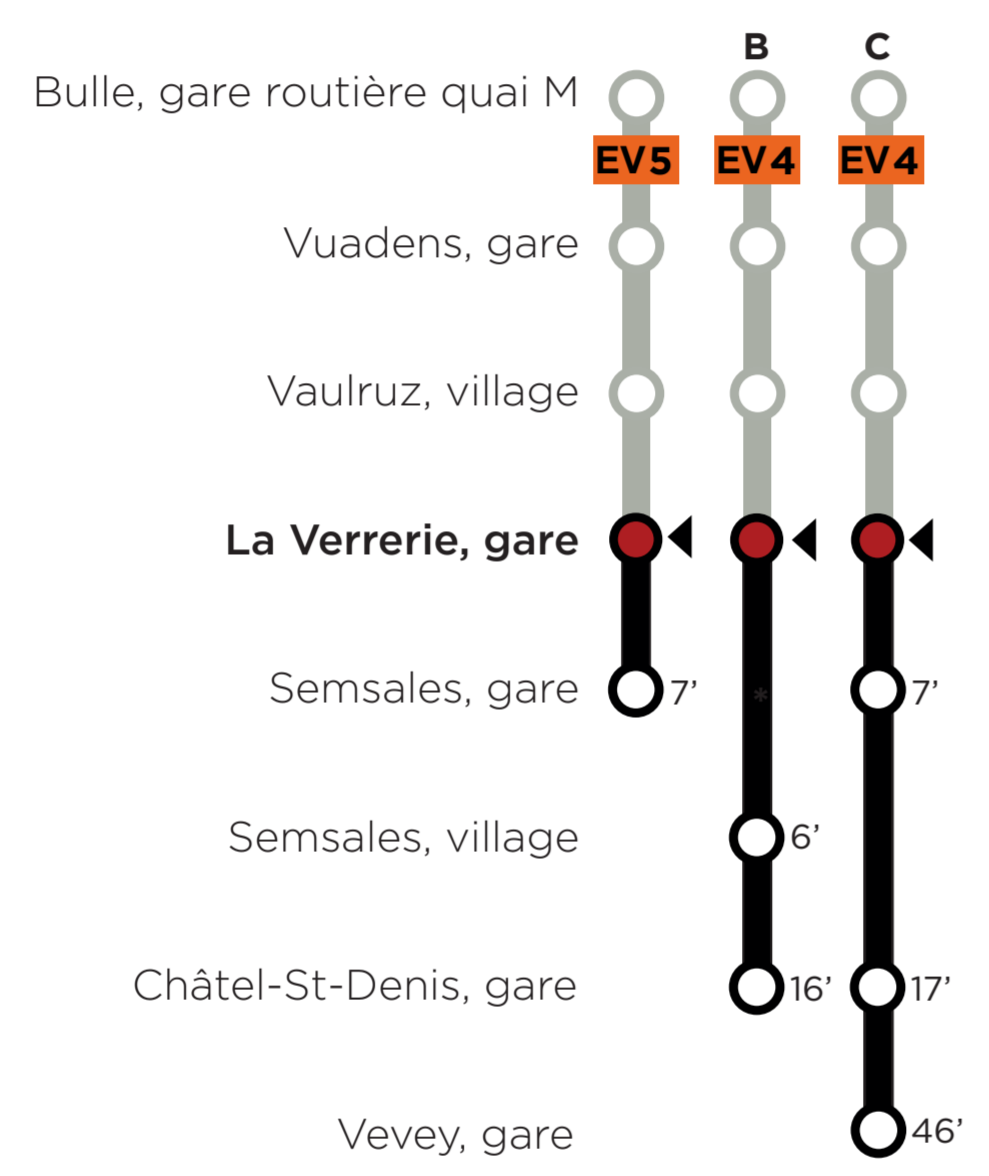 B C
Bulle, gare routière quai M
EV5 EV4 EV4
Vuadens, gare
Vaulruz, village
La Verrerie, gare
Semsales, gare 7’ * 7’
Semsales, village 6’
Châtel-St-Denis, gare 16’ 17’
Vevey, gare 46’